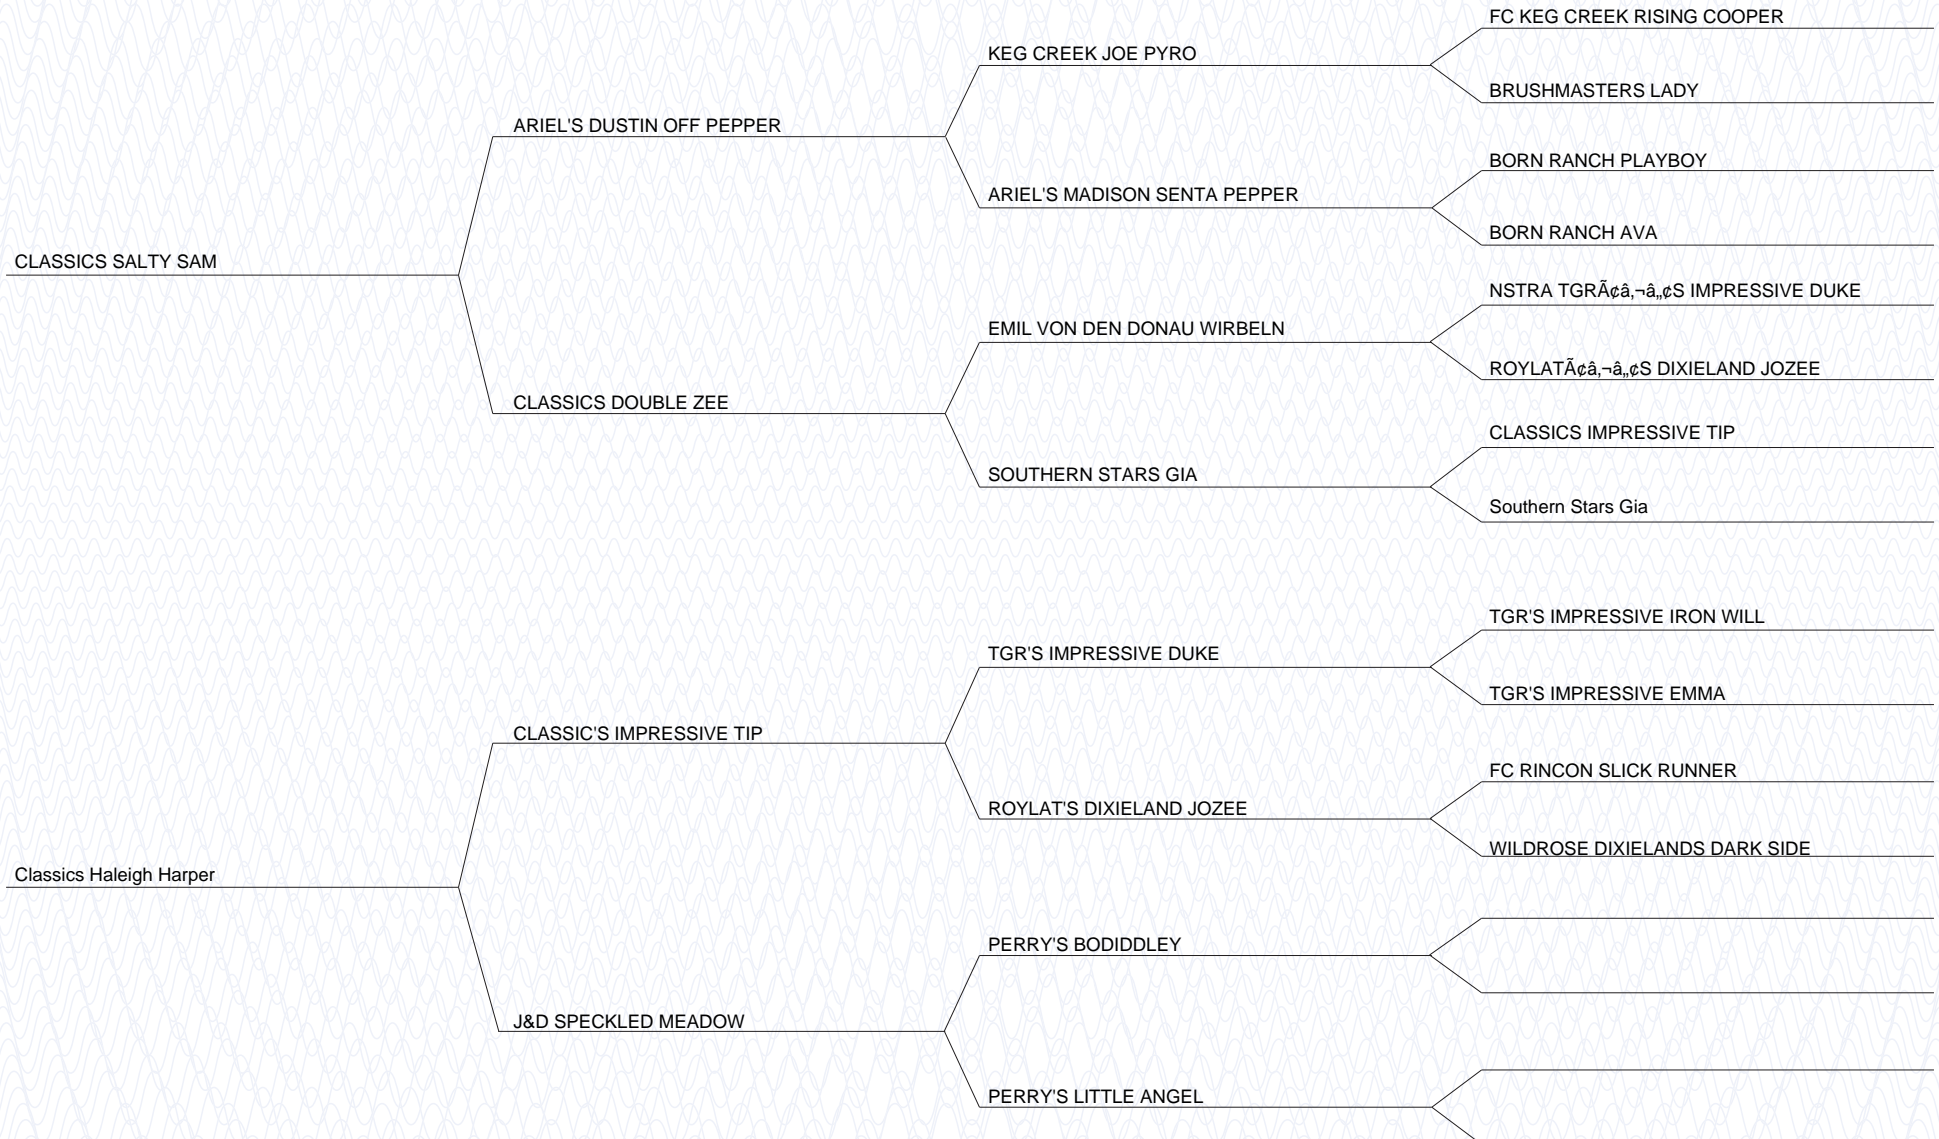 FC KEG CREEK RISING COOPER
KEG CREEK JOE PYRO
BRUSHMASTERS LADY
ARIEL'S DUSTIN OFF PEPPER
BORN RANCH PLAYBOY
ARIEL'S MADISON SENTA PEPPER
BORN RANCH AVA
CLASSICS SALTY SAM
NSTRA TGRÃ¢â‚¬â„¢S IMPRESSIVE DUKE
EMIL VON DEN DONAU WIRBELN
ROYLATÃ¢â‚¬â„¢S DIXIELAND JOZEE
CLASSICS DOUBLE ZEE
CLASSICS IMPRESSIVE TIP
SOUTHERN STARS GIA
Southern Stars Gia
TGR'S IMPRESSIVE IRON WILL
TGR'S IMPRESSIVE DUKE
TGR'S IMPRESSIVE EMMA
CLASSIC'S IMPRESSIVE TIP
FC RINCON SLICK RUNNER
ROYLAT'S DIXIELAND JOZEE
WILDROSE DIXIELANDS DARK SIDE
Classics Haleigh Harper
PERRY'S BODIDDLEY
J&D SPECKLED MEADOW
PERRY'S LITTLE ANGEL